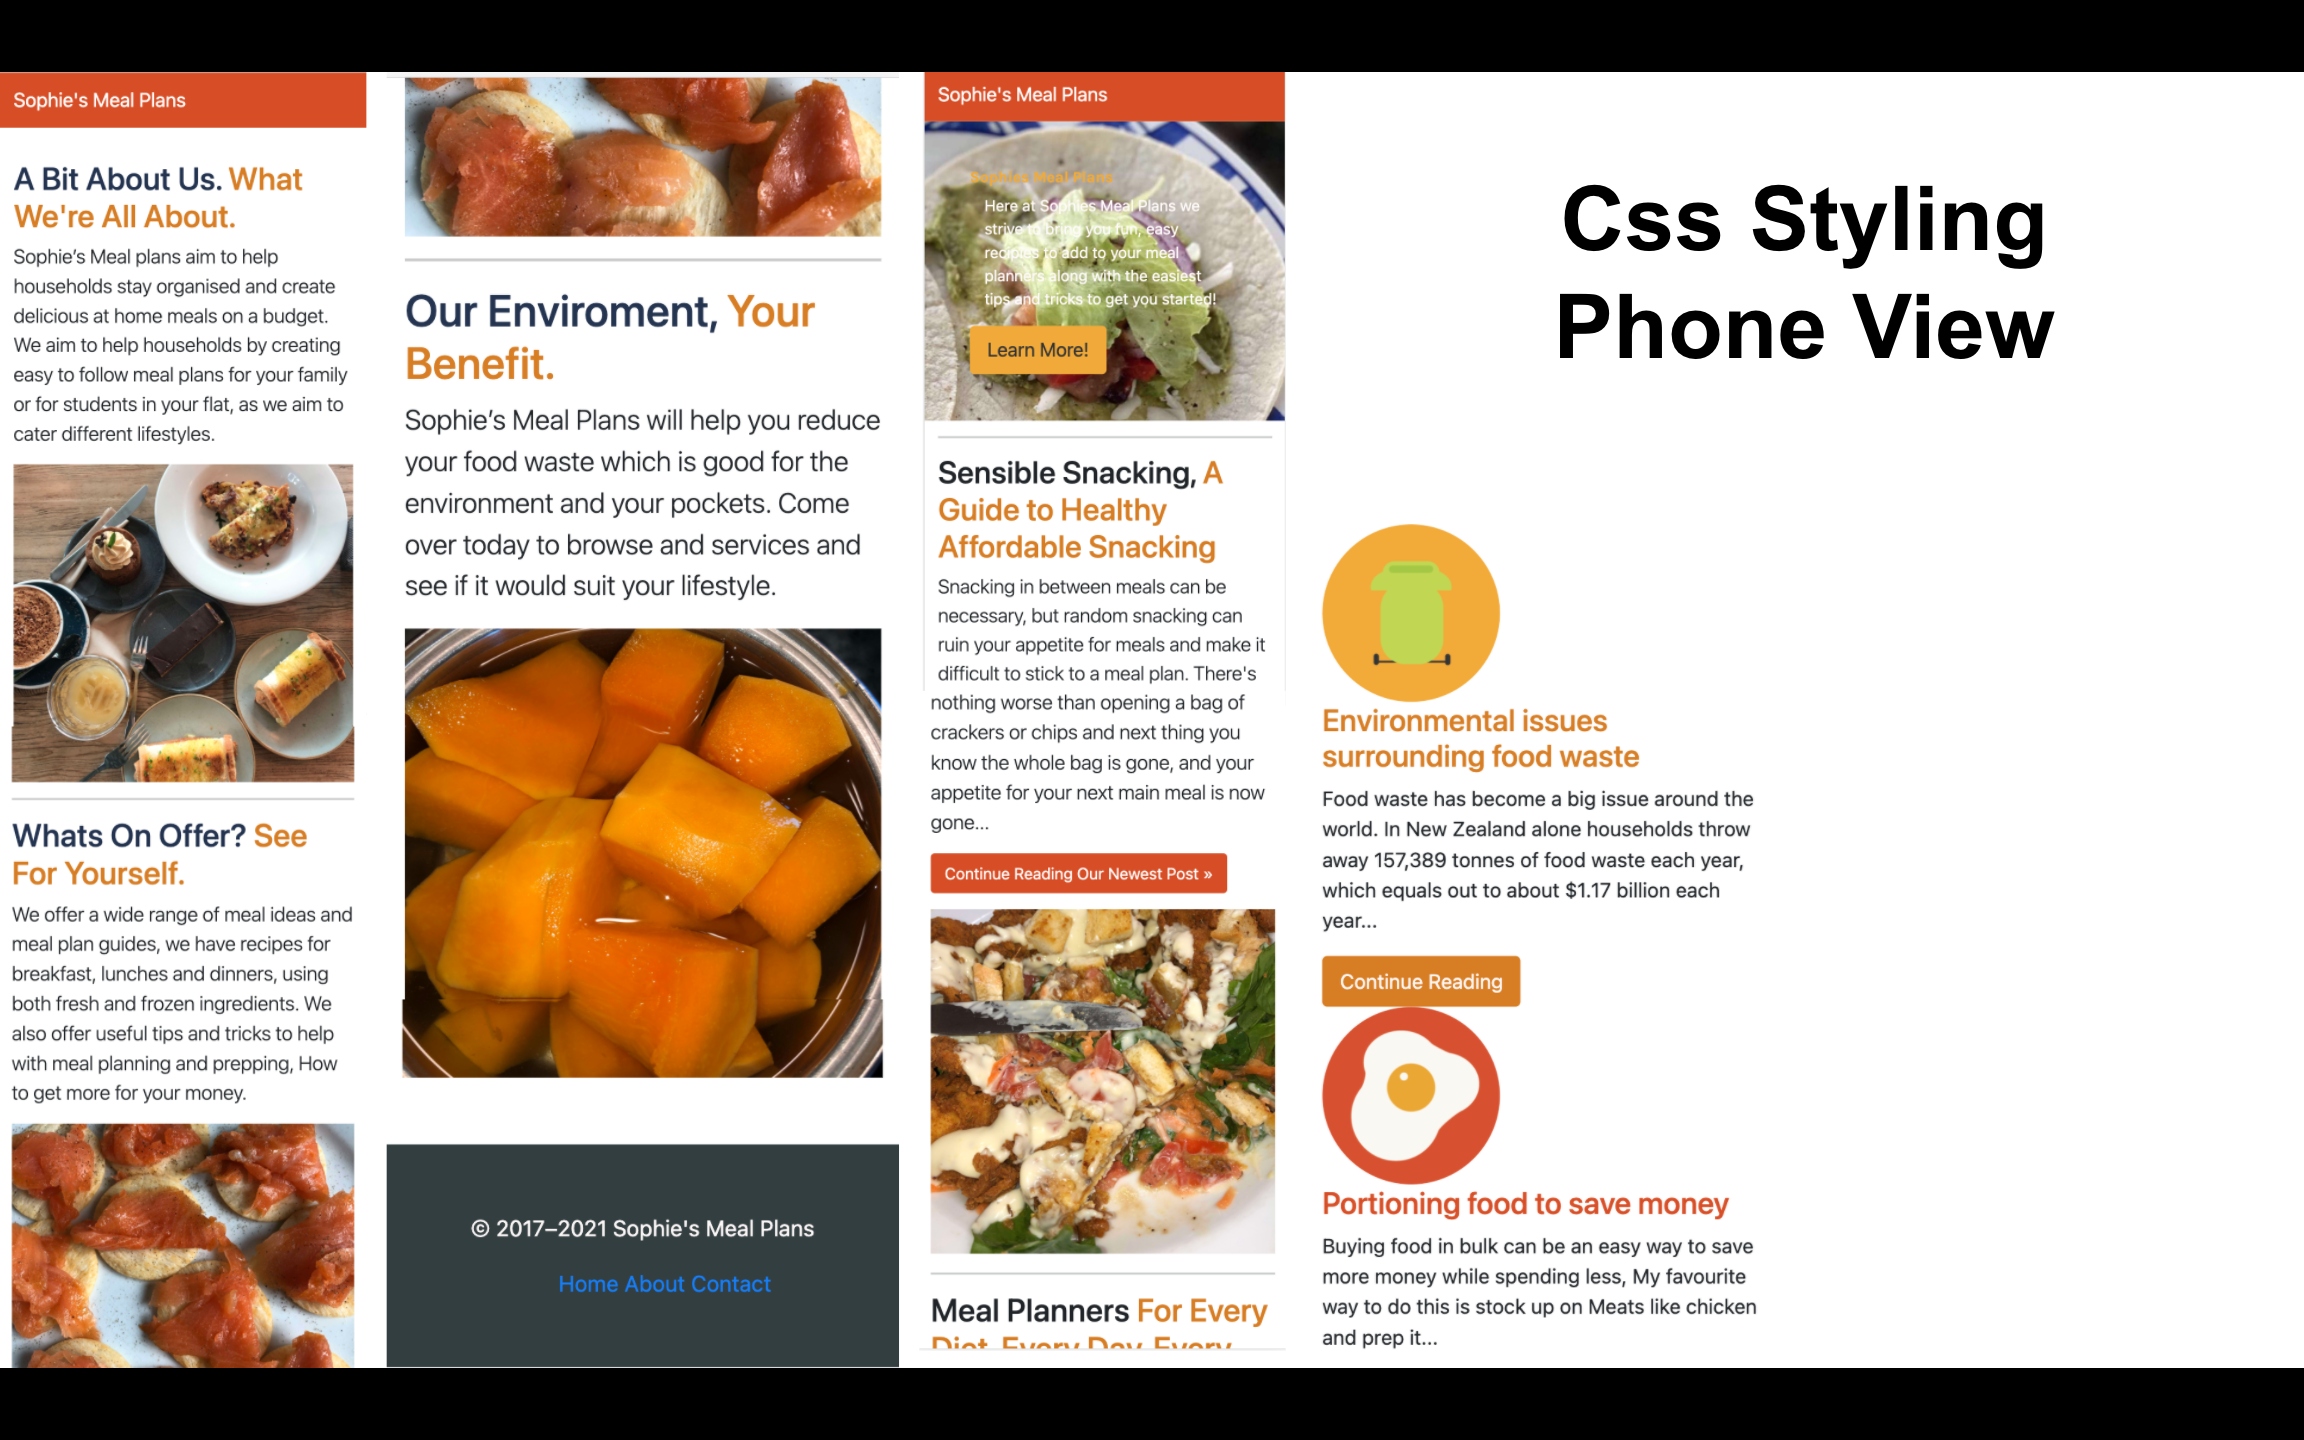 Sophie's Meal Plans
A Bit About Us. What
We're All About.
Sophie’s Meal plans aim to help
households stay organised and create
delicious at home meals on a budget.
We aim to help households by creating
easy to follow meal plans for your family
or for students in your flat, as we aim to
cater different lifestyles.
Whats On Offer? See
For Yourself.
We offer a wide range of meal ideas and
meal plan guides, we have recipes for
breakfast, lunches and dinners, using
both fresh and frozen ingredients. We
also offer useful tips and tricks to help
with meal planning and prepping, How
to get more for your money.
Our Enviroment, Your
Benefit.
Sophie’s Meal Plans will help you reduce
your food waste which is good for the
environment and your pockets. Come
over today to browse and services and
see if it would suit your lifestyle.
© 2017–2021 Sophie's Meal Plans
Home About Contact
Sophie's Meal Plans
Sophies Meal Plans
Here at Sophies Meal Plans we
strive to bring you fun, easy
recipies to add to your meal
planners along with the easiest
tips and tricks to get you started!
Learn More!
Sensible Snacking, A
Guide to Healthy
Affordable Snacking
Snacking in between meals can be
necessary, but random snacking can
ruin your appetite for meals and make it
difficult to stick to a meal plan. There's
nothing worse than opening a bag of
crackers or chips and next thing you
know the whole bag is gone, and your
appetite for your next main meal is now
gone...
Continue Reading Our Newest Post »
Meal Planners For Every
Diet, Every Day, Every
Css Styling
Phone View
Environmental issues
surrounding food waste
Food waste has become a big issue around the
world. In New Zealand alone households throw
away 157,389 tonnes of food waste each year,
which equals out to about $1.17 billion each
year...
Continue Reading
Portioning food to save money
Buying food in bulk can be an easy way to save
more money while spending less, My favourite
way to do this is stock up on Meats like chicken
and prep it...